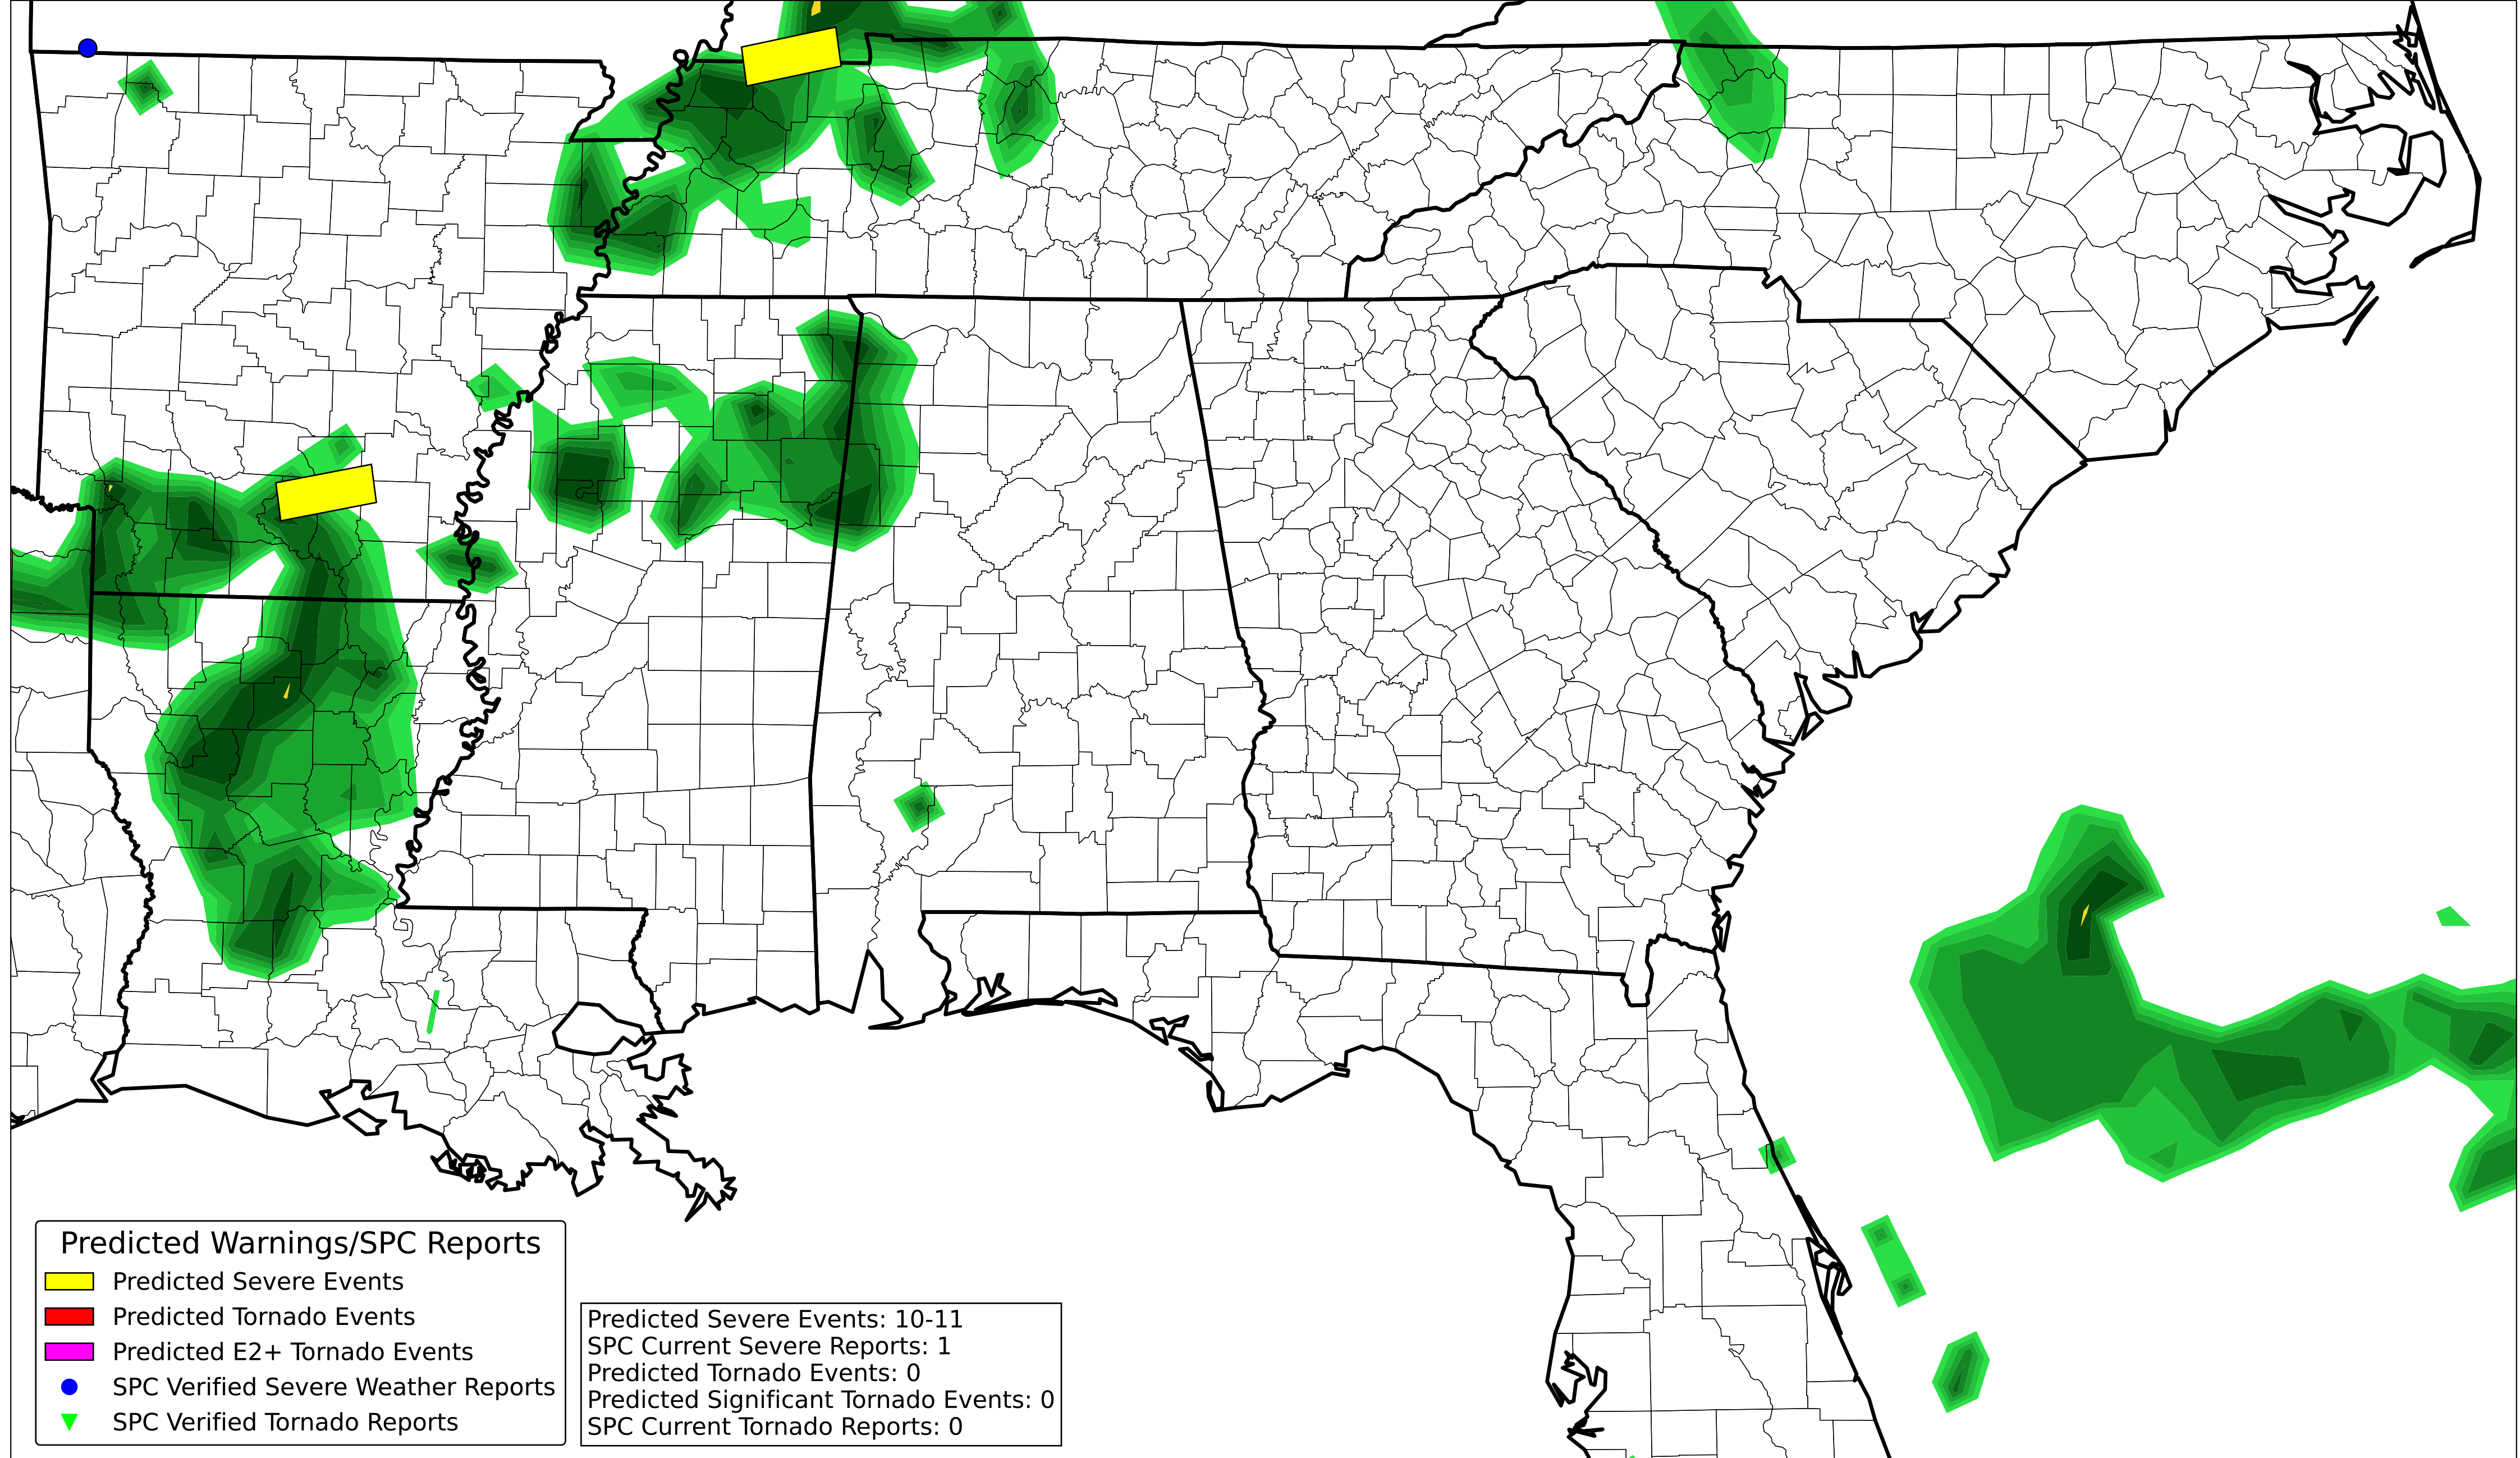 Predicted Warnings/SPC Reports
Predicted Severe Events
Predicted Tornado Events
Predicted E2+ Tornado Events
SPC Verified Severe Weather Reports
SPC Verified Tornado Reports
Predicted Severe Events: 10-11
SPC Current Severe Reports: 1
Predicted Tornado Events: 0
Predicted Significant Tornado Events: 0
SPC Current Tornado Reports: 0